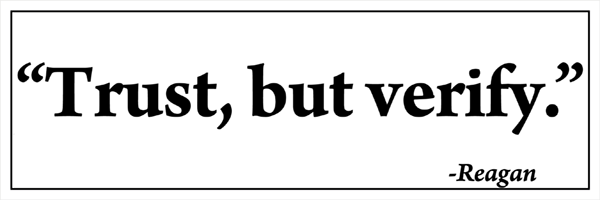 “Trust, but verify.”
-Reagan